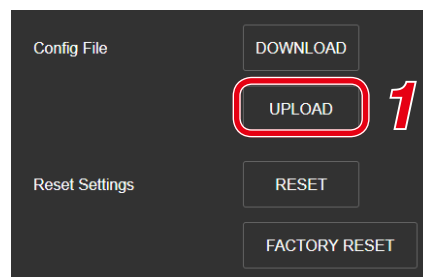 Config File
DOWNLOAD
UPLOAD
1
Reset Settings
RESET
FACTORY RESET